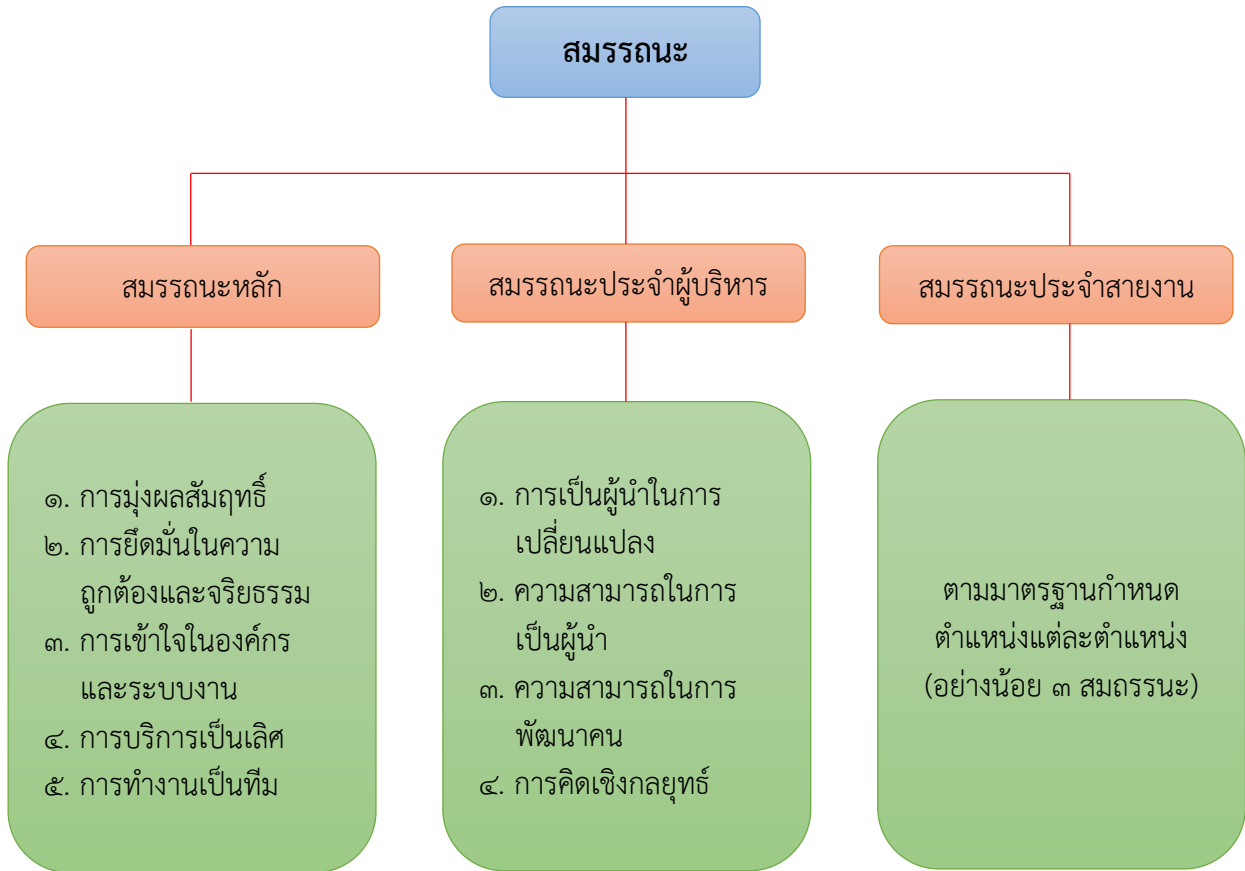 สมรรถนะ
สมรรถนะหลัก
สมรรถนะประจำผู้บริหาร
สมรรถนะประจำสายงาน
๑. การมุ่งผลสัมฤทธิ์
๒. การยึดมั่นในความ
ถูกต้องและจริยธรรม
๓. การเข้าใจในองค์กร
และระบบงาน
๔. การบริการเป็นเลิศ
๕. การทำงานเป็นทีม
๑. การเป็นผู้นำในการ
เปลี่ยนแปลง
๒. ความสามารถในการ
เป็นผู้นำ
๓. ความสามารถในการ
พัฒนาคน
๔. การคิดเชิงกลยุทธ์
ตามมาตรฐานกำหนด
ตำแหน่งแต่ละตำแหน่ง
(อย่างน้อย ๓ สมถรรนะ)